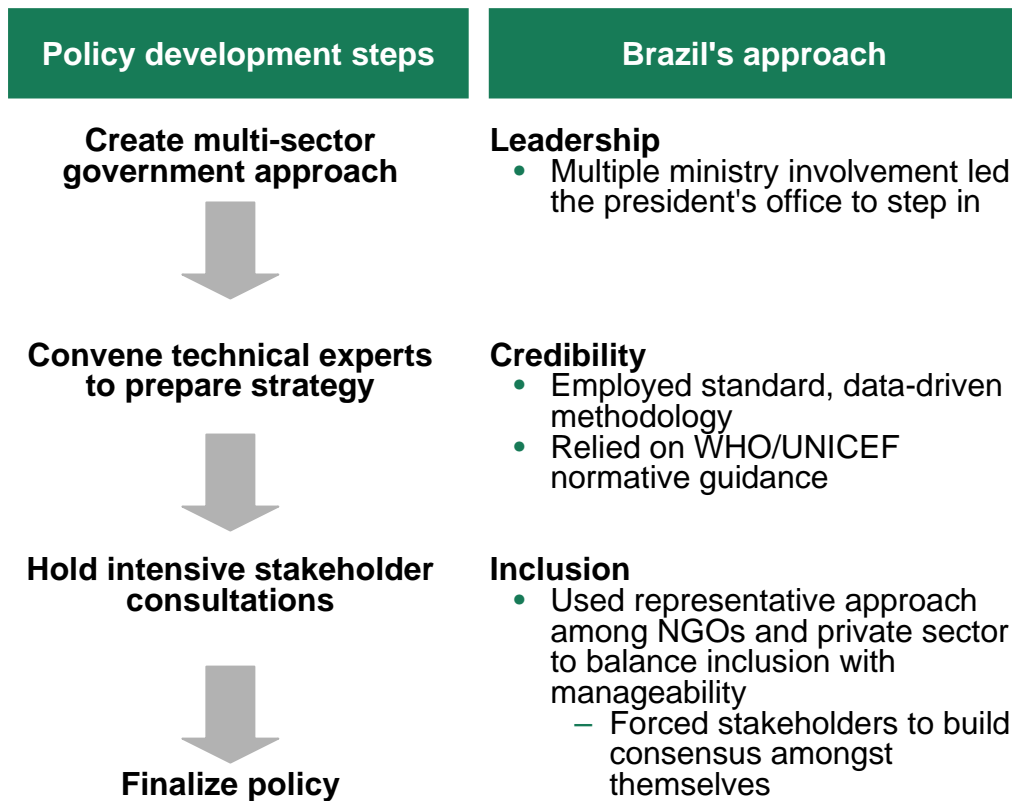 Policy development steps
Brazil's approach
Create multi-sector
government approach
Leadership
• Multiple ministry involvement led
the president's office to step in
Convene technical experts
to prepare strategy
Credibility
• Employed standard, data-driven
methodology
• Relied on WHO/UNICEF
normative guidance
Hold intensive stakeholder
consultations
Inclusion
• Used representative approach
among NGOs and private sector
to balance inclusion with
manageability
– Forced stakeholders to build
consensus amongst
themselves
Finalize policy